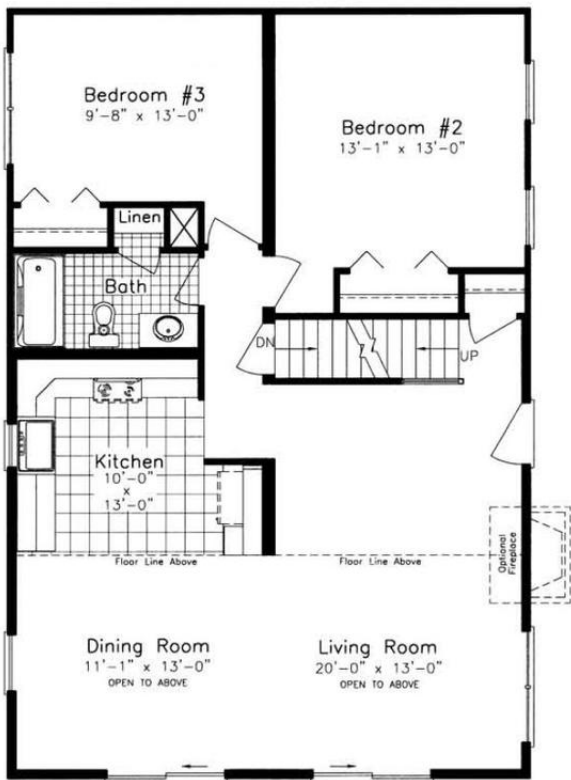 Bedroom #3
9'-8" x 13'-0"
Bedroom #2
13'-1" x 13'-0"
Linen
Bath
DN
UP
Kitchen
10'-0"
x
13'-0"
Optional
Fireplace
Floor Line Above
Floor Line Above
Dining Room
11'-1" x 13'-0"
OPEN TO ABOVE
Living Room
20'-0" x 13'-0"
OPEN TO ABOVE